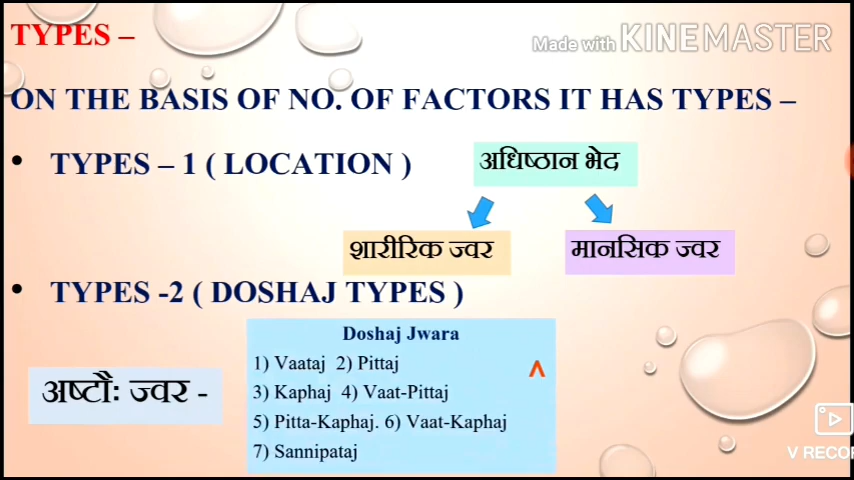 TYPES –
Made with KINEMASTER
ON THE BASIS OF NO. OF FACTORS IT HAS TYPES –
• TYPES – 1 ( LOCATION )
अधिष्ठान भेद
शारीरिक ज्वर
मानसिक ज्वर
• TYPES -2 ( DOSHAJ TYPES )
Doshaj Jwara
1) Vaataj 2) Pittaj
3) Kaphaj 4) Vaat-Pittaj
5) Pitta-Kaphaj. 6) Vaat-Kaphaj
7) Sannipataj
अष्टौः ज्वर -
V RECOR